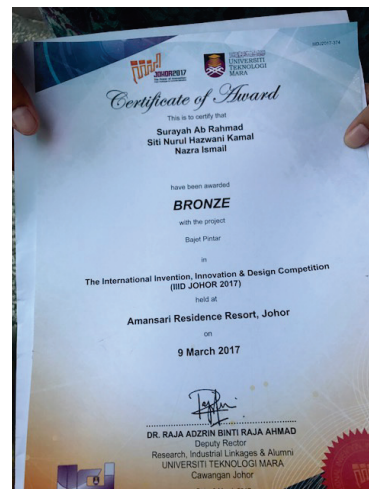 JOHOR2017
UNIVERSITI
TEKNOLOGI
MARA
Certificate of Award
This is to certify that
Surayah Ab Rahmad
Siti Nurul Hazwani Kamal
Nazra Ismail
have been awarded
BRONZE
with the project
Bajet Pintar
in
The International Invention, Innovation & Design Competition
(IIID JOHOR 2017)
held at
Amansari Residence Resort, Johor
on
9 March 2017
DR. RAJA ADZRIN BINTI RAJA AHMAD
Deputy Rector
Research, Industrial Linkages & Alumni
UNIVERSITI TEKNOLOGI MARA
Cawangan Johor